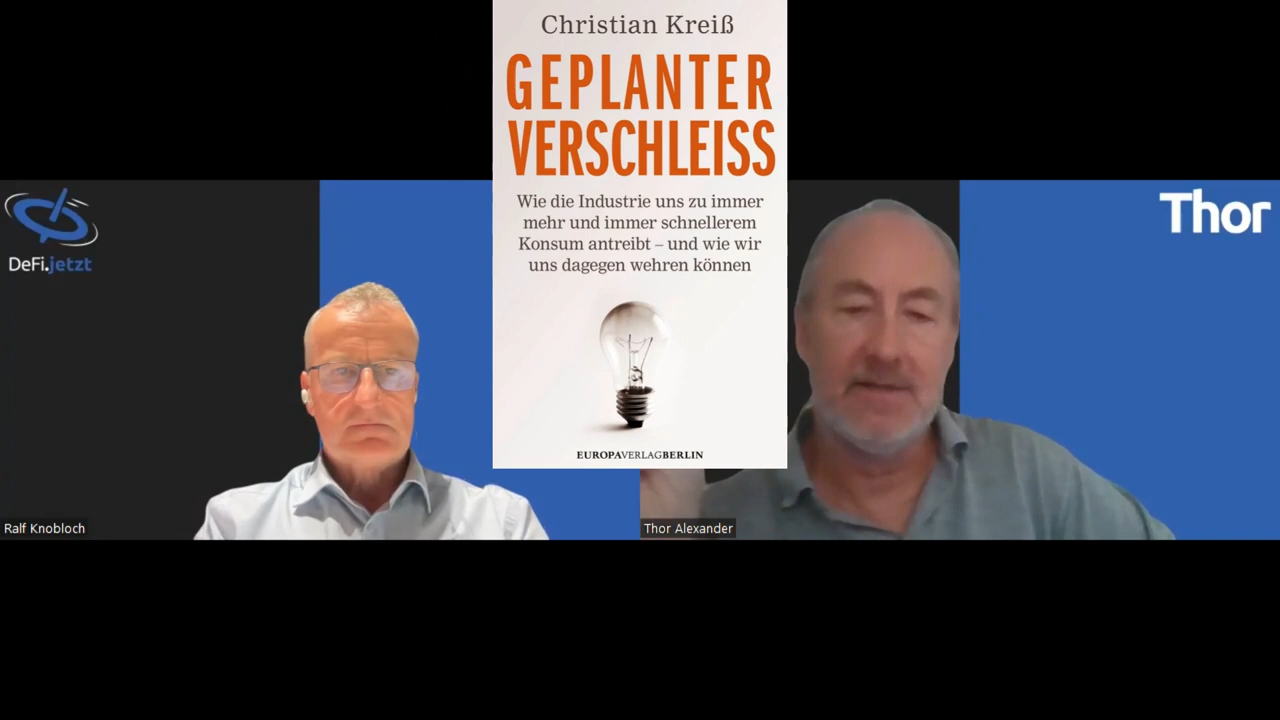 Christian Kreiß
GEPLANTER
VERSCHLEISS
Wie die Industrie uns zu immer
mehr und immer schnellerem
Konsum antreibt – und wie wir
uns dagegen wehren können
EUROPAVERLAGBERLIN
DeFi.jetzt
Ralf Knobloch
Thor
Thor Alexander